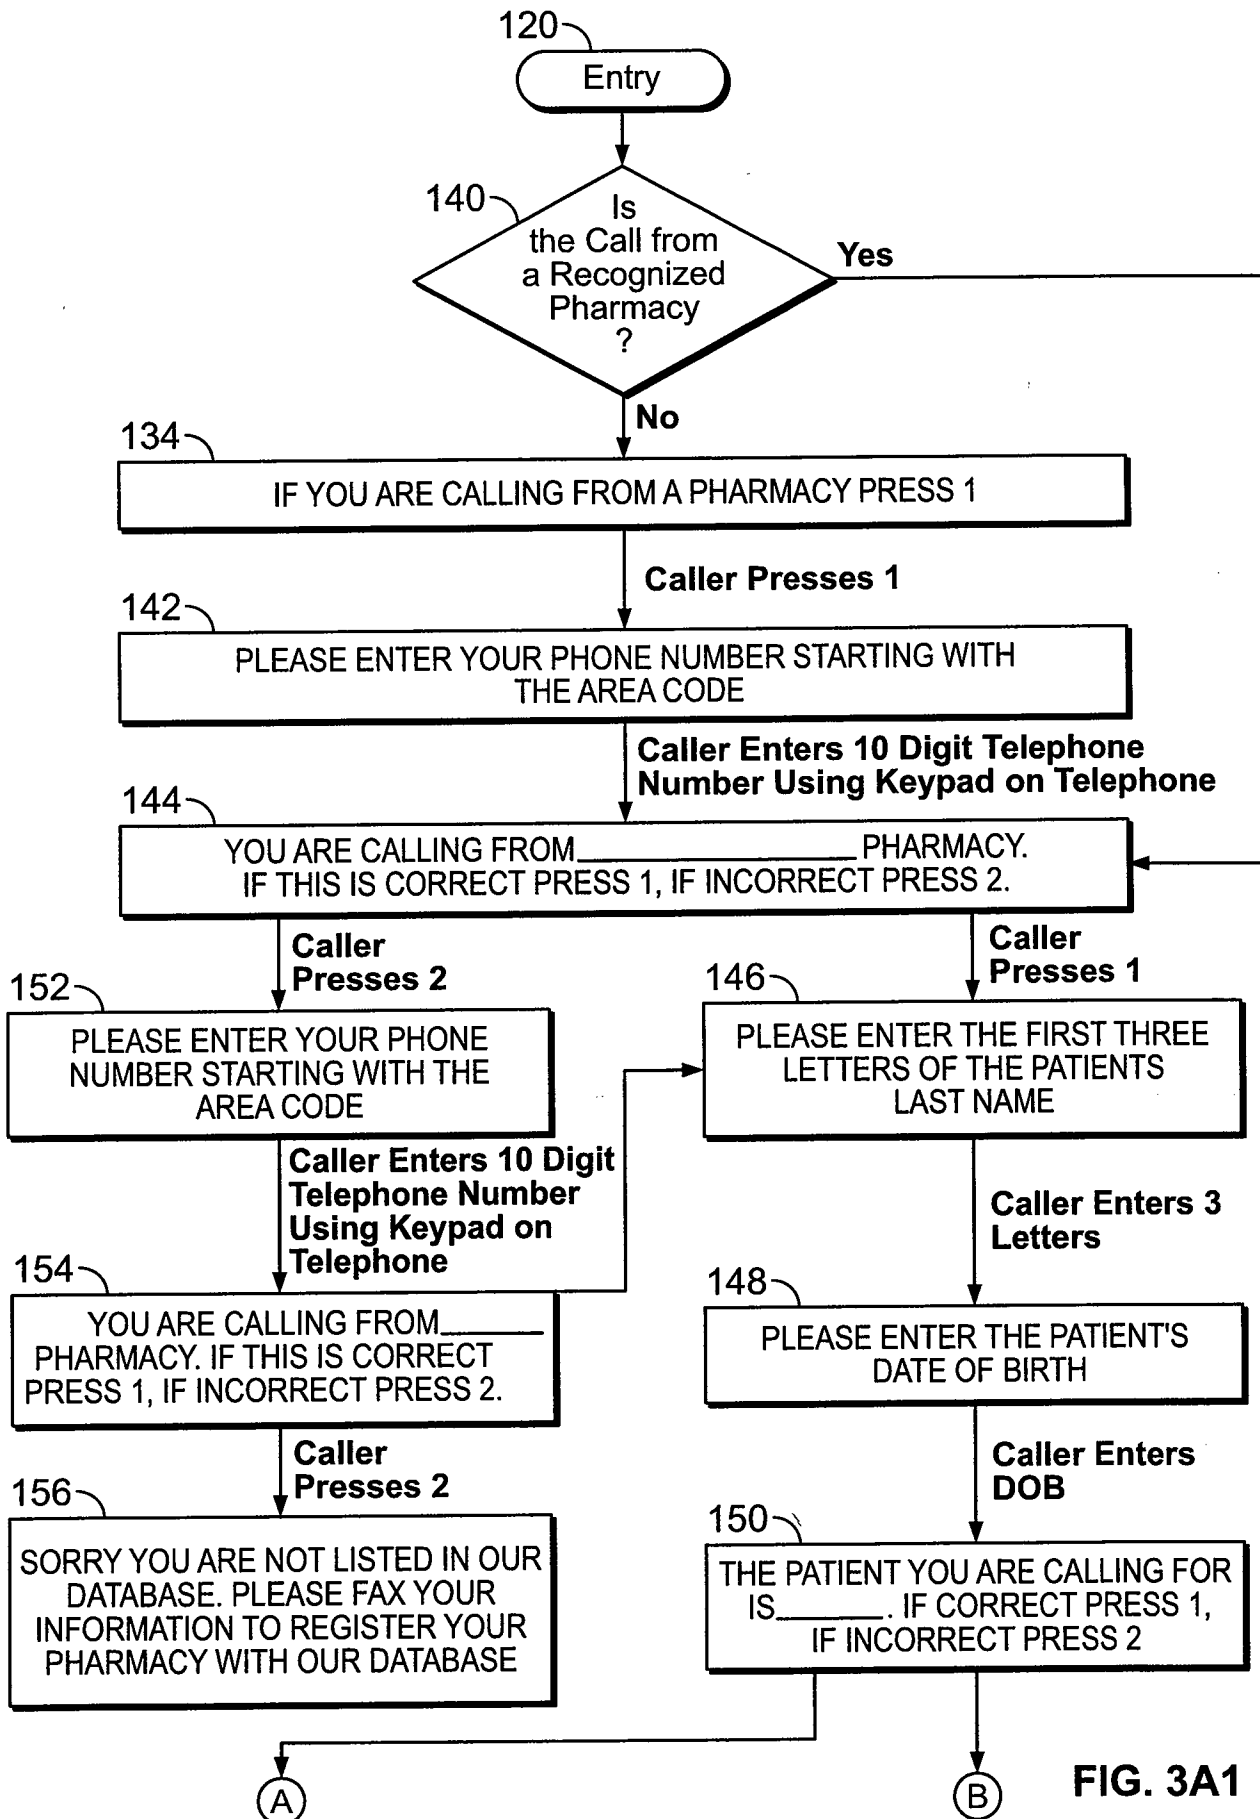 120
Entry
140
Is
the Call from
a Recognized
Pharmacy
?
Yes
No
134
IF YOU ARE CALLING FROM A PHARMACY PRESS 1
Caller Presses 1
142
PLEASE ENTER YOUR PHONE NUMBER STARTING WITH
THE AREA CODE
Caller Enters 10 Digit Telephone
Number Using Keypad on Telephone
144
YOU ARE CALLING FROM________________PHARMACY.
IF THIS IS CORRECT PRESS 1, IF INCORRECT PRESS 2.
Caller
Presses 2
152
PLEASE ENTER YOUR PHONE
NUMBER STARTING WITH THE
AREA CODE
Caller Enters 10 Digit
Telephone Number
Using Keypad on
Telephone
154
YOU ARE CALLING FROM______
PHARMACY. IF THIS IS CORRECT
PRESS 1, IF INCORRECT PRESS 2.
Caller
Presses 2
156
SORRY YOU ARE NOT LISTED IN OUR
DATABASE. PLEASE FAX YOUR
INFORMATION TO REGISTER YOUR
PHARMACY WITH OUR DATABASE
Caller
Presses 1
146
PLEASE ENTER THE FIRST THREE
LETTERS OF THE PATIENTS
LAST NAME
Caller Enters 3
Letters
148
PLEASE ENTER THE PATIENT'S
DATE OF BIRTH
Caller Enters
DOB
150
THE PATIENT YOU ARE CALLING FOR
IS_______. IF CORRECT PRESS 1,
IF INCORRECT PRESS 2
A
B
FIG. 3A1